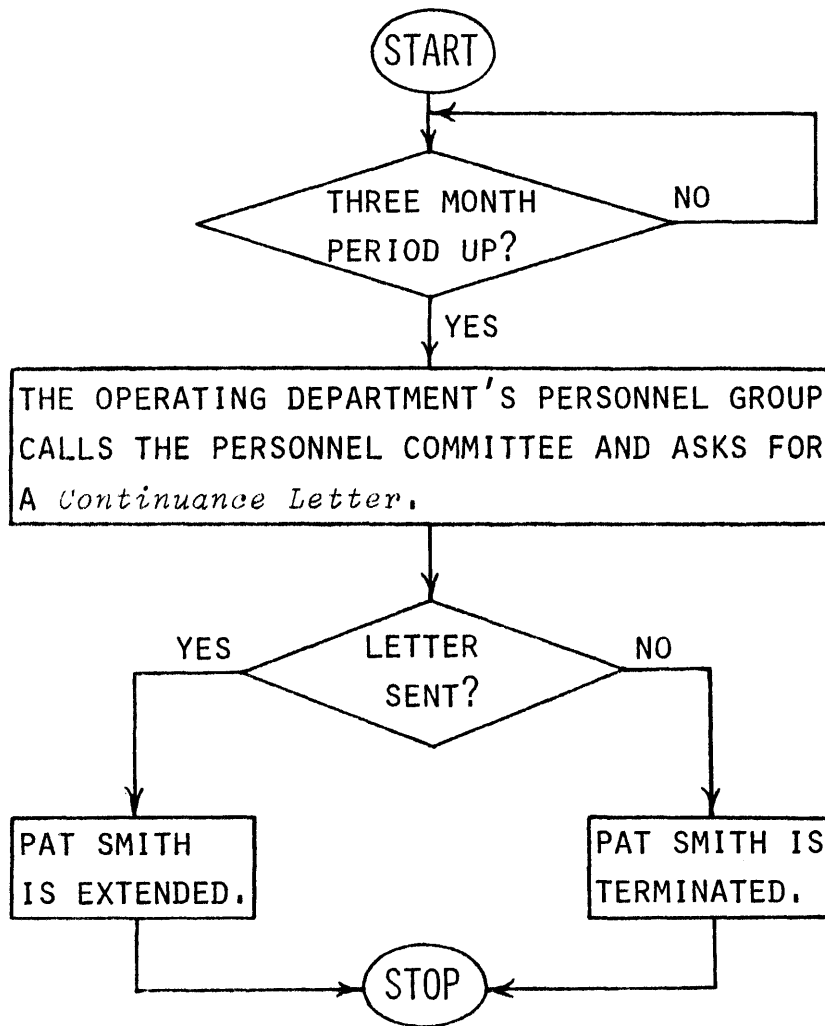 START
THREE MONTH
PERIOD UP?
NO
YES
THE OPERATING DEPARTMENT'S PERSONNEL GROUP
CALLS THE PERSONNEL COMMITTEE AND ASKS FOR
A Continuance Letter.
YES
LETTER
SENT?
NO
PAT SMITH
IS EXTENDED.
PAT SMITH IS
TERMINATED.
STOP